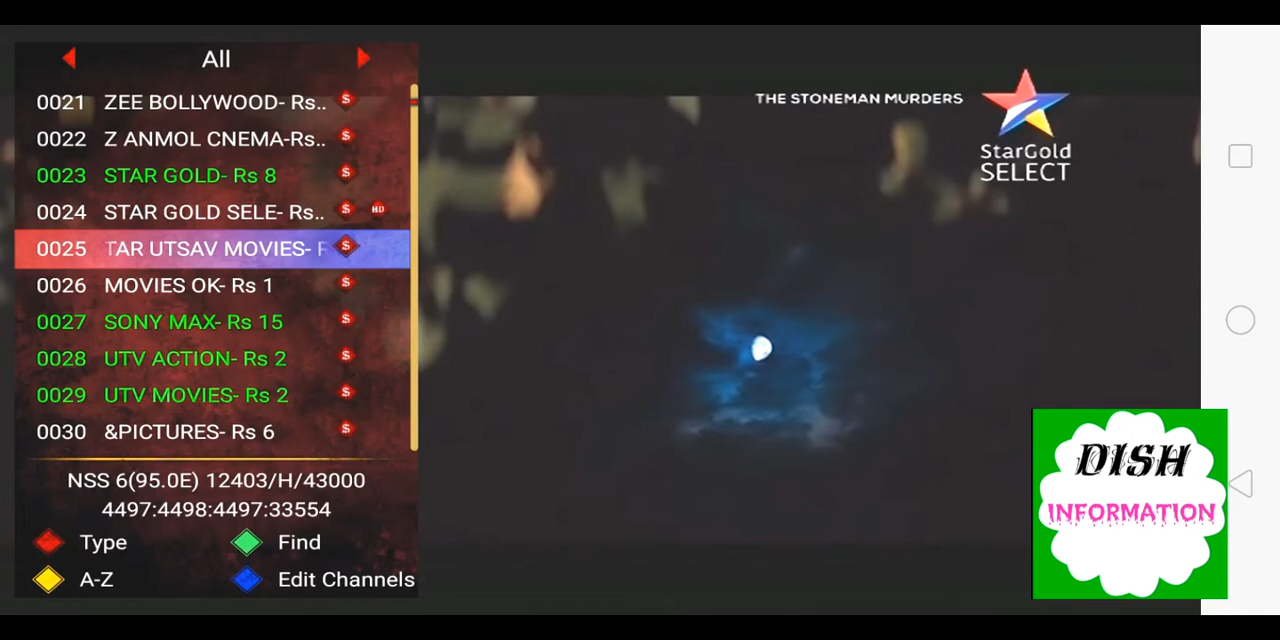 All
0021 ZEE BOLLYWOOD- Rs..
0022 Z ANMOL CNEMA-Rs..
0023 STAR GOLD- Rs 8
0024 STAR GOLD SELE- Rs.. HD
0025 TAR UTSAV MOVIES-
0026 MOVIES OK- Rs 1
0027 SONY MAX- Rs 15
0028 UTV ACTION- Rs 2
0029 UTV MOVIES- Rs 2
0030 &PICTURES- Rs 6
NSS 6(95.0E) 12403/H/43000
4497:4498:4497:33554
Type Find
A-Z Edit Channels
THE STONEMAN MURDERS
StarGold
SELECT
DISH
INFORMATION